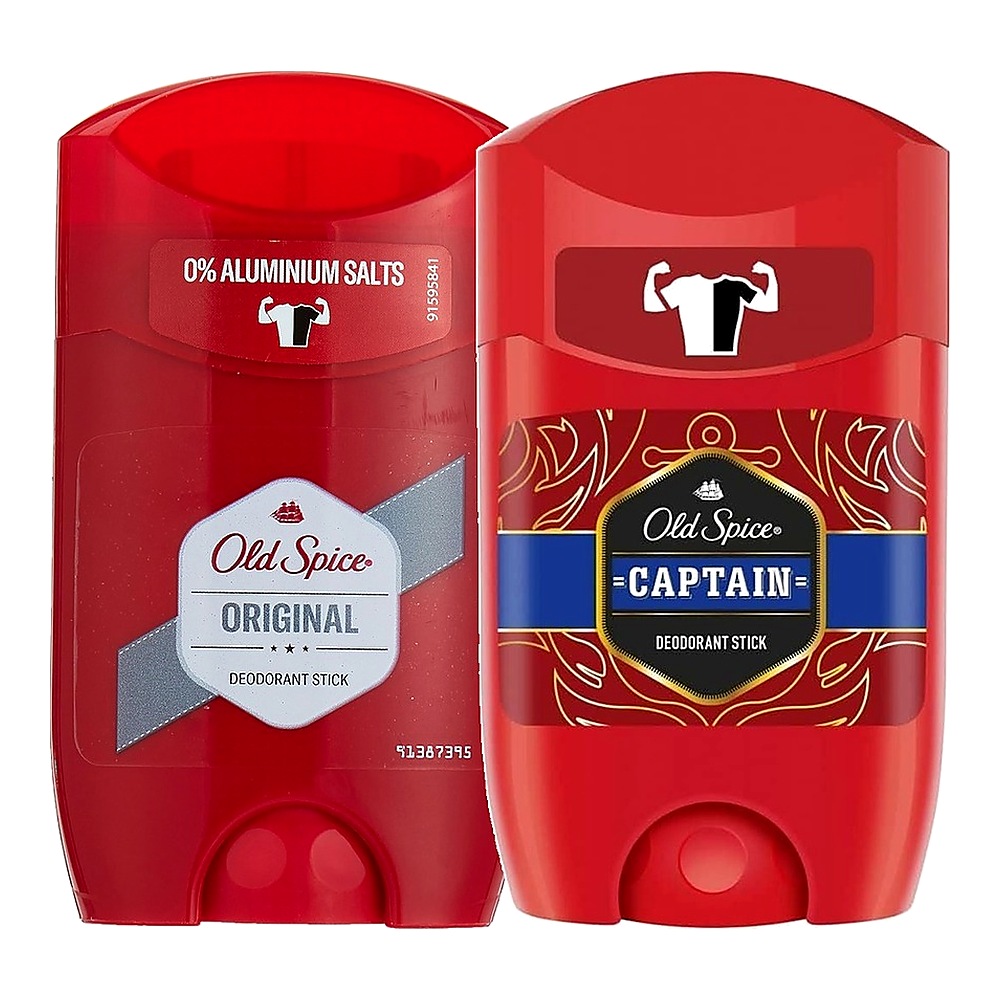 0% ALUMINIUM SALTS
91595841
Old Spice
ORIGINAL
DEODORANT STICK
91387395
Old Spice®
=CAPTAIN=
DEODORANT STICK